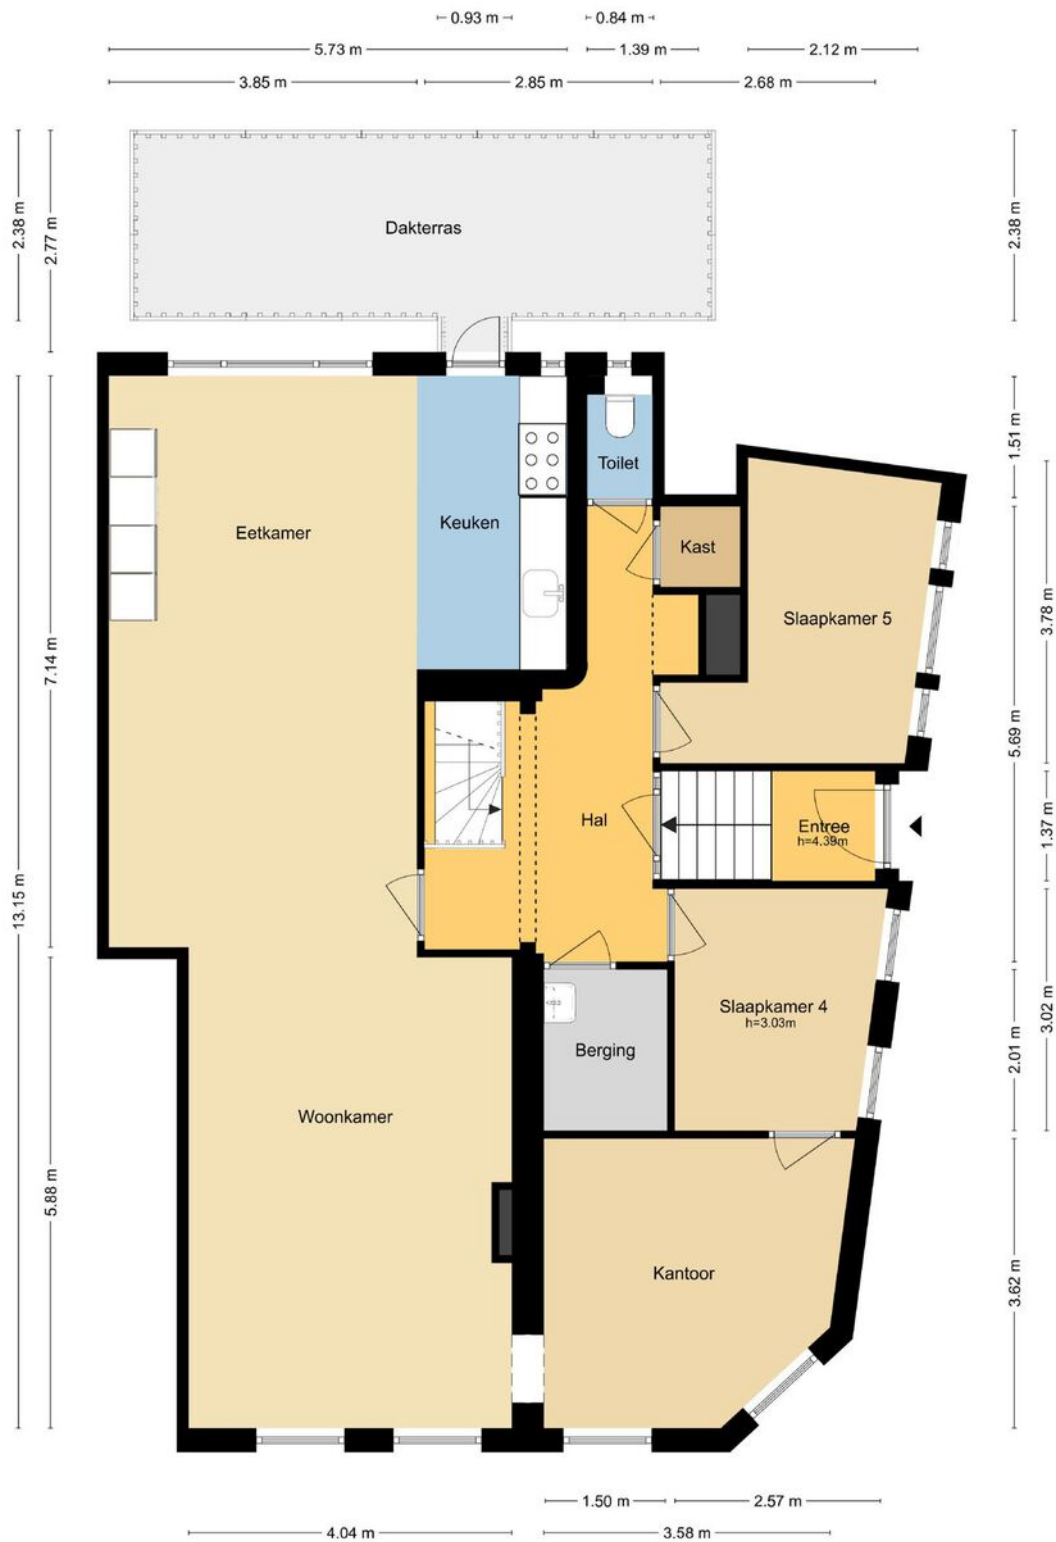 0.93 m
0.84 m
5.73 m
1.39 m
2.12 m
3.85 m
2.85 m
2.68 m
2.38 m
2.77 m
Dakterras
2.38 m
1.51 m
Toilet
Eetkamer
Keuken
Kast
3.78 m
Slaapkamer 5
7.14 m
5.69 m
Hal
Entree
h=4.39m
1.37 m
13.15 m
Slaapkamer 4
h=3.03m
3.02 m
2.01 m
Berging
Woonkamer
5.88 m
Kantoor
3.62 m
1.50 m
2.57 m
4.04 m
3.58 m